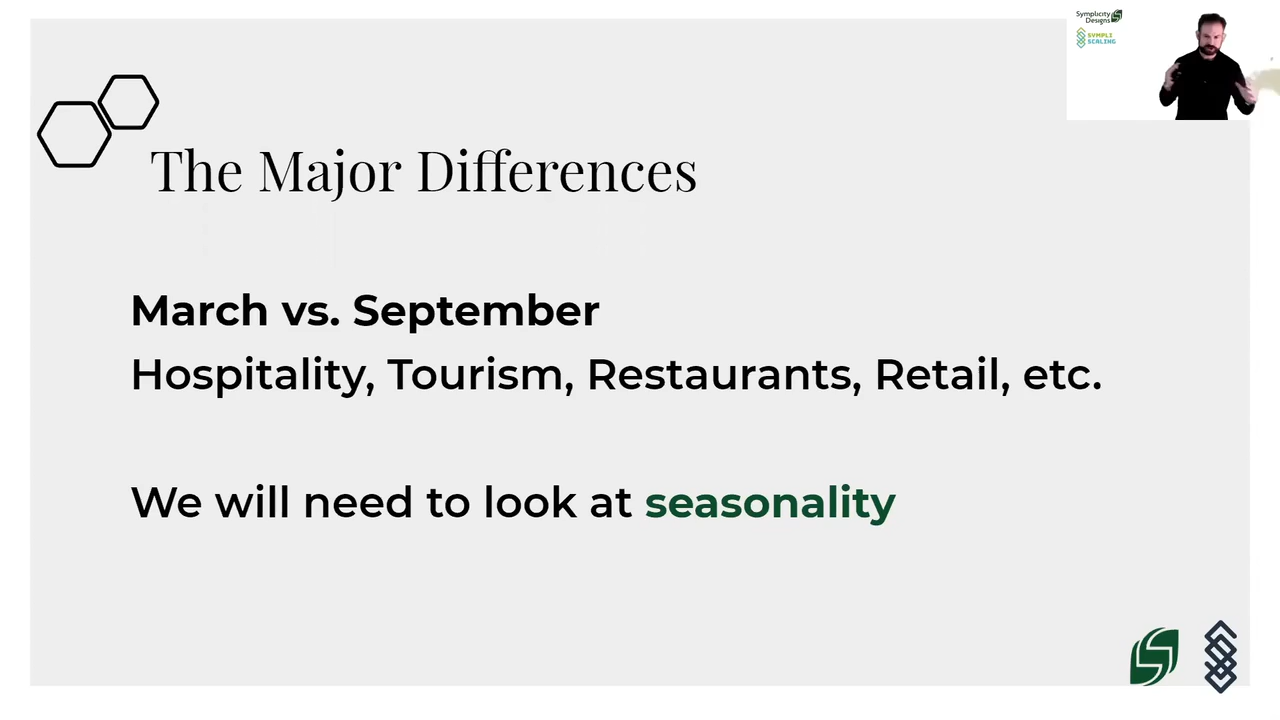 Symplicity
Designs
SYMPLI
SCALING
The Major Differences
March vs. September
Hospitality, Tourism, Restaurants, Retail, etc.
We will need to look at seasonality